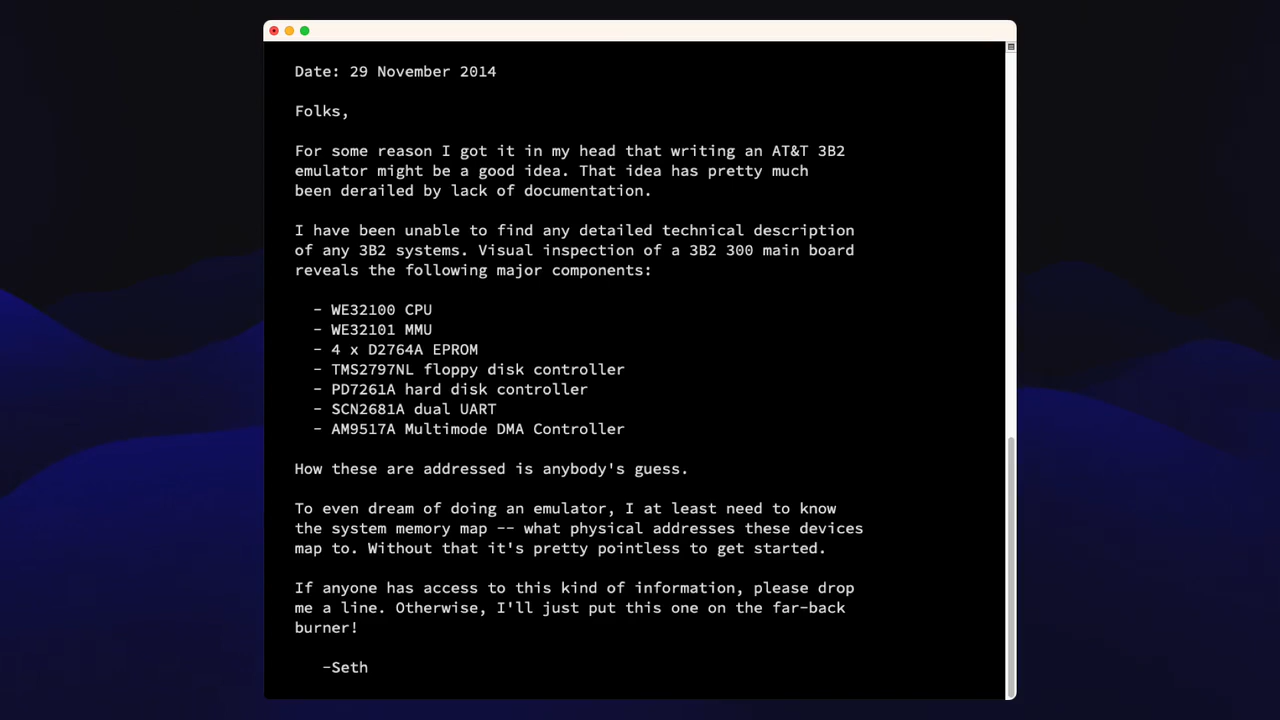 Date: 29 November 2014
Folks,
For some reason I got it in my head that writing an AT&T 3B2
emulator might be a good idea. That idea has pretty much
been derailed by lack of documentation.
I have been unable to find any detailed technical description
of any 3B2 systems. Visual inspection of a 3B2 300 main board
reveals the following major components:
- WE32100 CPU
- WE32101 MMU
- 4 x D2764A EPROM
- TMS2797NL floppy disk controller
- PD7261A hard disk controller
- SCN2681A dual UART
- AM9517A Multimode DMA Controller
How these are addressed is anybody's guess.
To even dream of doing an emulator, I at least need to know
the system memory map -- what physical addresses these devices
map to. Without that it's pretty pointless to get started.
If anyone has access to this kind of information, please drop
me a line. Otherwise, I'll just put this one on the far-back
burner!
-Seth